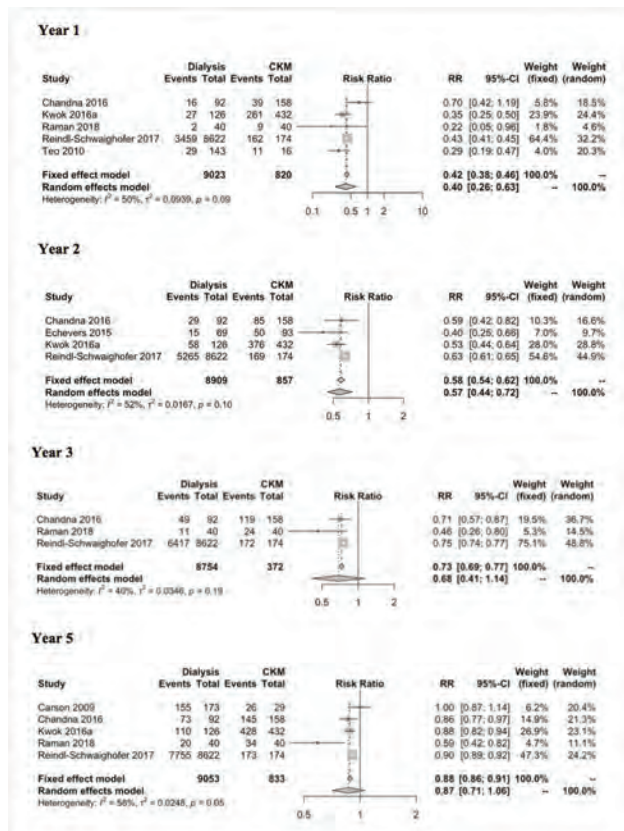 Year 1
Dialysis CKM Weight Weight
Study Events Total Events Total Risk Ratio RR 95%-CI (fixed) (random)
Chandna 2016 16 92 39 158 0.70 [0.42; 1.19] 5.8% 18.5%
Kwok 2016a 27 126 261 432 0.35 [0.25; 0.50] 23.9% 24.4%
Raman 2018 2 40 9 40 0.22 [0.05; 0.96] 1.8% 4.6%
Reindl-Schwaighofer 2017 3459 8622 162 174 0.43 [0.41; 0.45] 64.4% 32.2%
Teo 2010 29 143 11 16 0.29 [0.19; 0.47] 4.0% 20.3%
Fixed effect model 9023 820 0.42 [0.38; 0.46] 100.0% --
Random effects model 0.40 [0.26; 0.63] -- 100.0%
Heterogeneity: I² = 50%, τ² = 0.0939, p = 0.09
0.1 0.5 1 2 10
Year 2
Dialysis CKM Weight Weight
Study Events Total Events Total Risk Ratio RR 95%-CI (fixed) (random)
Chandna 2016 29 92 85 158 0.59 [0.42; 0.82] 10.3% 16.6%
Echevers 2015 15 69 50 93 0.40 [0.25; 0.66] 7.0% 9.7%
Kwok 2016a 58 126 376 432 0.53 [0.44; 0.64] 28.0% 28.8%
Reindl-Schwaighofer 2017 5265 8622 169 174 0.63 [0.61; 0.65] 54.6% 44.9%
Fixed effect model 8909 857 0.58 [0.54; 0.62] 100.0% --
Random effects model 0.57 [0.44; 0.72] -- 100.0%
Heterogeneity: I² = 52%, τ² = 0.0167, p = 0.10
0.5 1 2
Year 3
Dialysis CKM Weight Weight
Study Events Total Events Total Risk Ratio RR 95%-CI (fixed) (random)
Chandna 2016 49 92 119 158 0.71 [0.57; 0.87] 19.5% 36.7%
Raman 2018 11 40 24 40 0.46 [0.26; 0.80] 5.3% 14.5%
Reindl-Schwaighofer 2017 6417 8622 172 174 0.75 [0.74; 0.77] 75.1% 48.8%
Fixed effect model 8754 372 0.73 [0.69; 0.77] 100.0% --
Random effects model 0.68 [0.41; 1.14] -- 100.0%
Heterogeneity: I² = 40%, τ² = 0.0346, p = 0.19
0.5 1 2
Year 5
Dialysis CKM Weight Weight
Study Events Total Events Total Risk Ratio RR 95%-CI (fixed) (random)
Carson 2009 155 173 26 29 1.00 [0.87; 1.14] 6.2% 20.4%
Chandna 2016 73 92 145 158 0.86 [0.77; 0.97] 14.9% 21.3%
Kwok 2016a 110 126 428 432 0.88 [0.82; 0.94] 26.9% 23.1%
Raman 2018 20 40 34 40 0.59 [0.42; 0.82] 4.7% 11.1%
Reindl-Schwaighofer 2017 7755 8622 173 174 0.90 [0.89; 0.92] 47.3% 24.2%
Fixed effect model 9053 833 0.88 [0.86; 0.91] 100.0% --
Random effects model 0.87 [0.71; 1.06] -- 100.0%
Heterogeneity: I² = 58%, τ² = 0.0248, p = 0.05
0.5 1 2